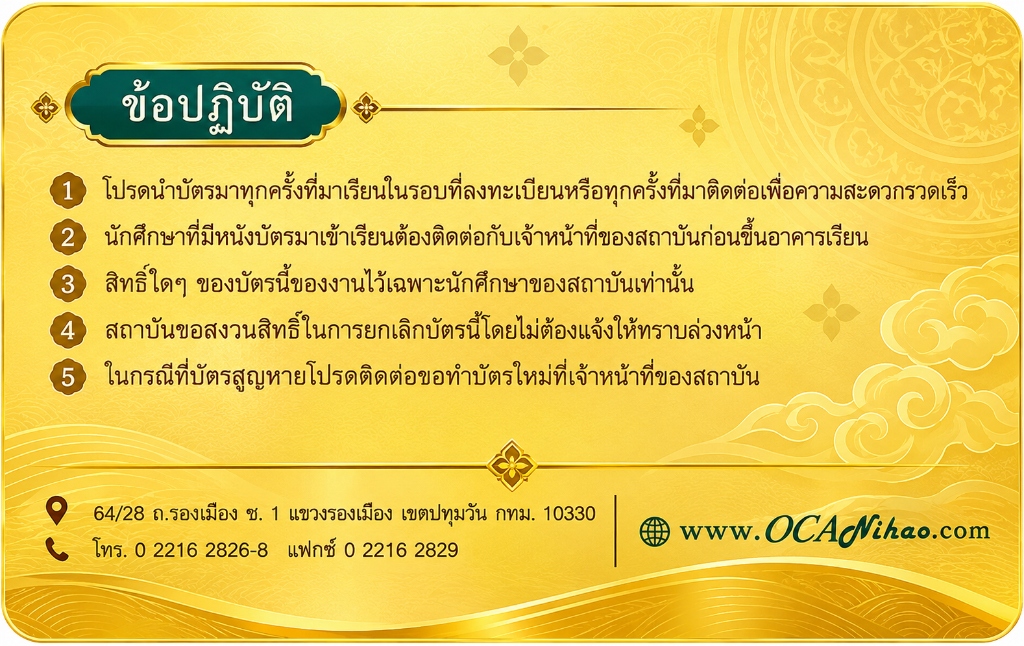 ข้อปฏิบัติ
1 โปรดนำบัตรมาทุกครั้งที่มาเรียนในรอบที่ลงทะเบียนหรือทุกครั้งที่มาติดต่อเพื่อความสะดวกรวดเร็ว
2 นักศึกษาที่มีหนังบัตรมาเข้าเรียนต้องติดต่อกับเจ้าหน้าที่ของสถาบันก่อนขึ้นอาคารเรียน
3 สิทธิ์ใดๆ ของบัตรนี้ของงานไว้เฉพาะนักศึกษาของสถาบันเท่านั้น
4 สถาบันขอสงวนสิทธิ์ในการยกเลิกบัตรนี้โดยไม่ต้องแจ้งให้ทราบล่วงหน้า
5 ในกรณีที่บัตรสูญหายโปรดติดต่อขอทำบัตรใหม่ที่เจ้าหน้าที่ของสถาบัน
64/28 ถ.รองเมือง ซ. 1 แขวงรองเมือง เขตปทุมวัน กทม. 10330
โทร. 0 2216 2826-8 แฟกซ์ 0 2216 2829
www.OCANihao.com